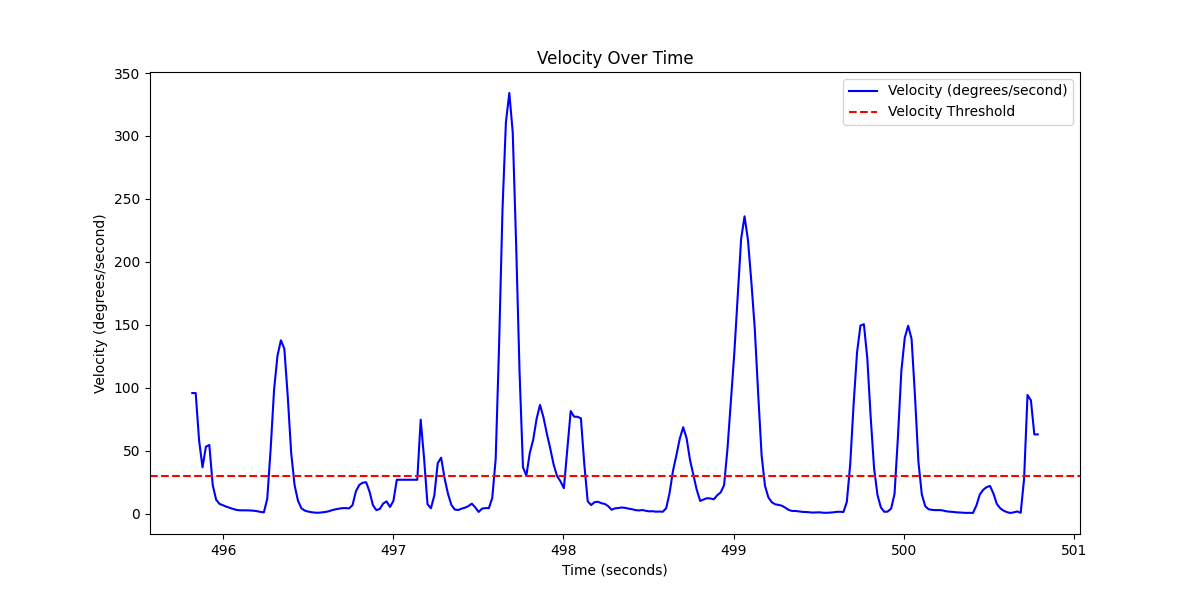 Velocity Over Time
Velocity (degrees/second)
Velocity Threshold
350
300
250
200
150
100
50
0
Velocity (degrees/second)
496
497
498
499
500
501
Time (seconds)